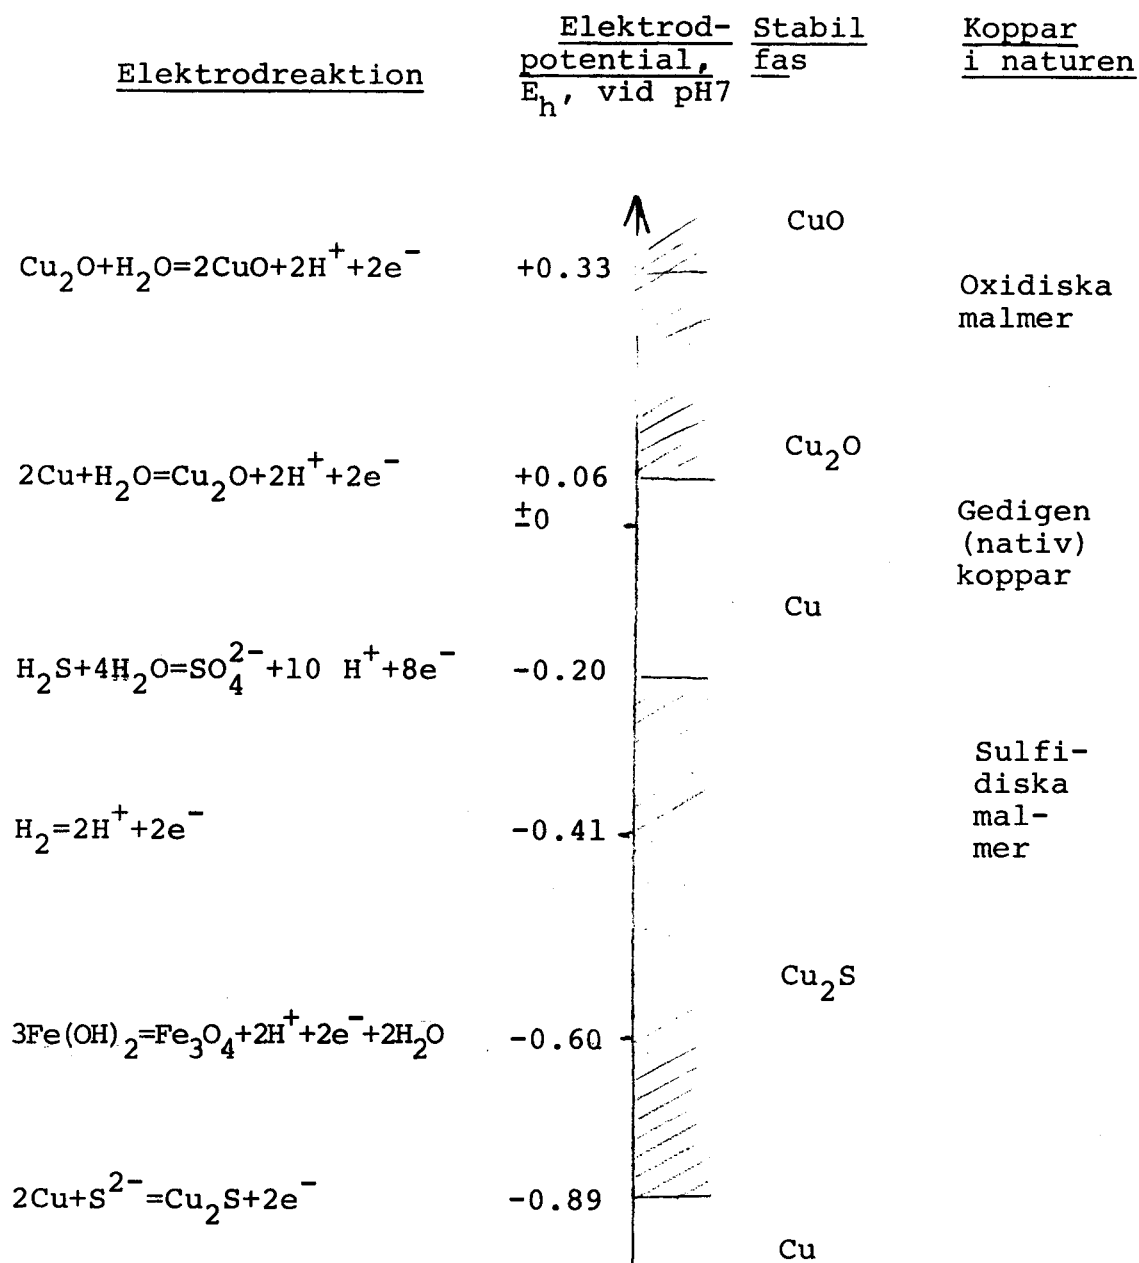 Elektrodreaktion
Elektrod-
potential,
E_h, vid pH7
Stabil
fas
Koppar
i naturen
CuO
Cu₂O+H₂O=2CuO+2H⁺+2e⁻ +0.33
Oxidiska
malmer
Cu₂O
2Cu+H₂O=Cu₂O+2H⁺+2e⁻ +0.06
±0
Gedigen
(nativ)
koppar
Cu
H₂S+4H₂O=SO₄²⁻+10 H⁺+8e⁻ -0.20
Sulfi-
diska
mal-
mer
H₂=2H⁺+2e⁻ -0.41
Cu₂S
3Fe(OH)₂=Fe₃O₄+2H⁺+2e⁻+2H₂O -0.60
2Cu+S²⁻=Cu₂S+2e⁻ -0.89
Cu